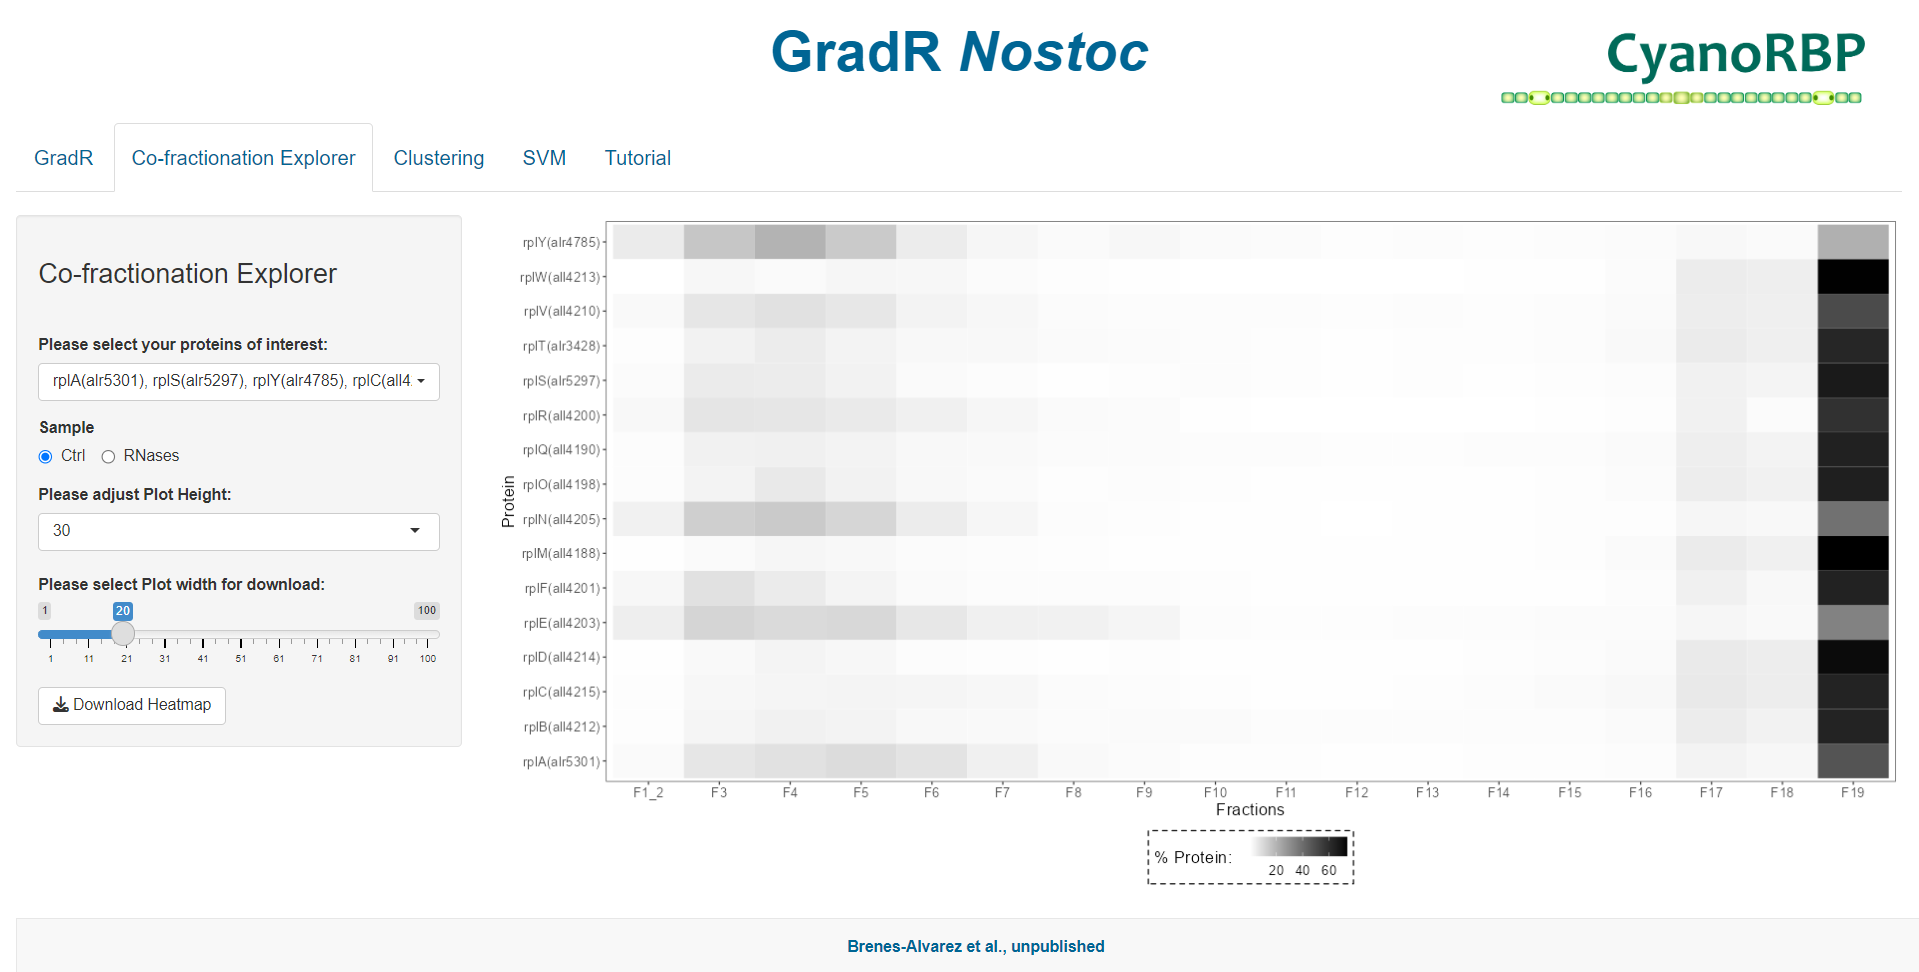 GradR Nostoc
CyanoRBP
GradR
Co-fractionation Explorer
Clustering
SVM
Tutorial
Co-fractionation Explorer
Please select your proteins of interest:
rplA(alr5301), rplS(alr5297), rplY(alr4785), rplC(all4
Sample
Ctrl
RNases
Please adjust Plot Height:
30
Please select Plot width for download:
1
20
100
1 11 21 31 41 51 61 71 81 91 100
Download Heatmap
Protein
rplY(alr4785)
rplW(all4213)
rplV(all4210)
rplT(alr3428)
rplS(alr5297)
rplR(all4200)
rplQ(all4190)
rplO(all4198)
rplN(all4205)
rplM(all4188)
rplF(all4201)
rplE(all4203)
rplD(all4214)
rplC(all4215)
rplB(all4212)
rplA(alr5301)
F1_2 F3 F4 F5 F6 F7 F8 F9 F10 F11 F12 F13 F14 F15 F16 F17 F18 F19
Fractions
% Protein:
20 40 60
Brenes-Alvarez et al., unpublished